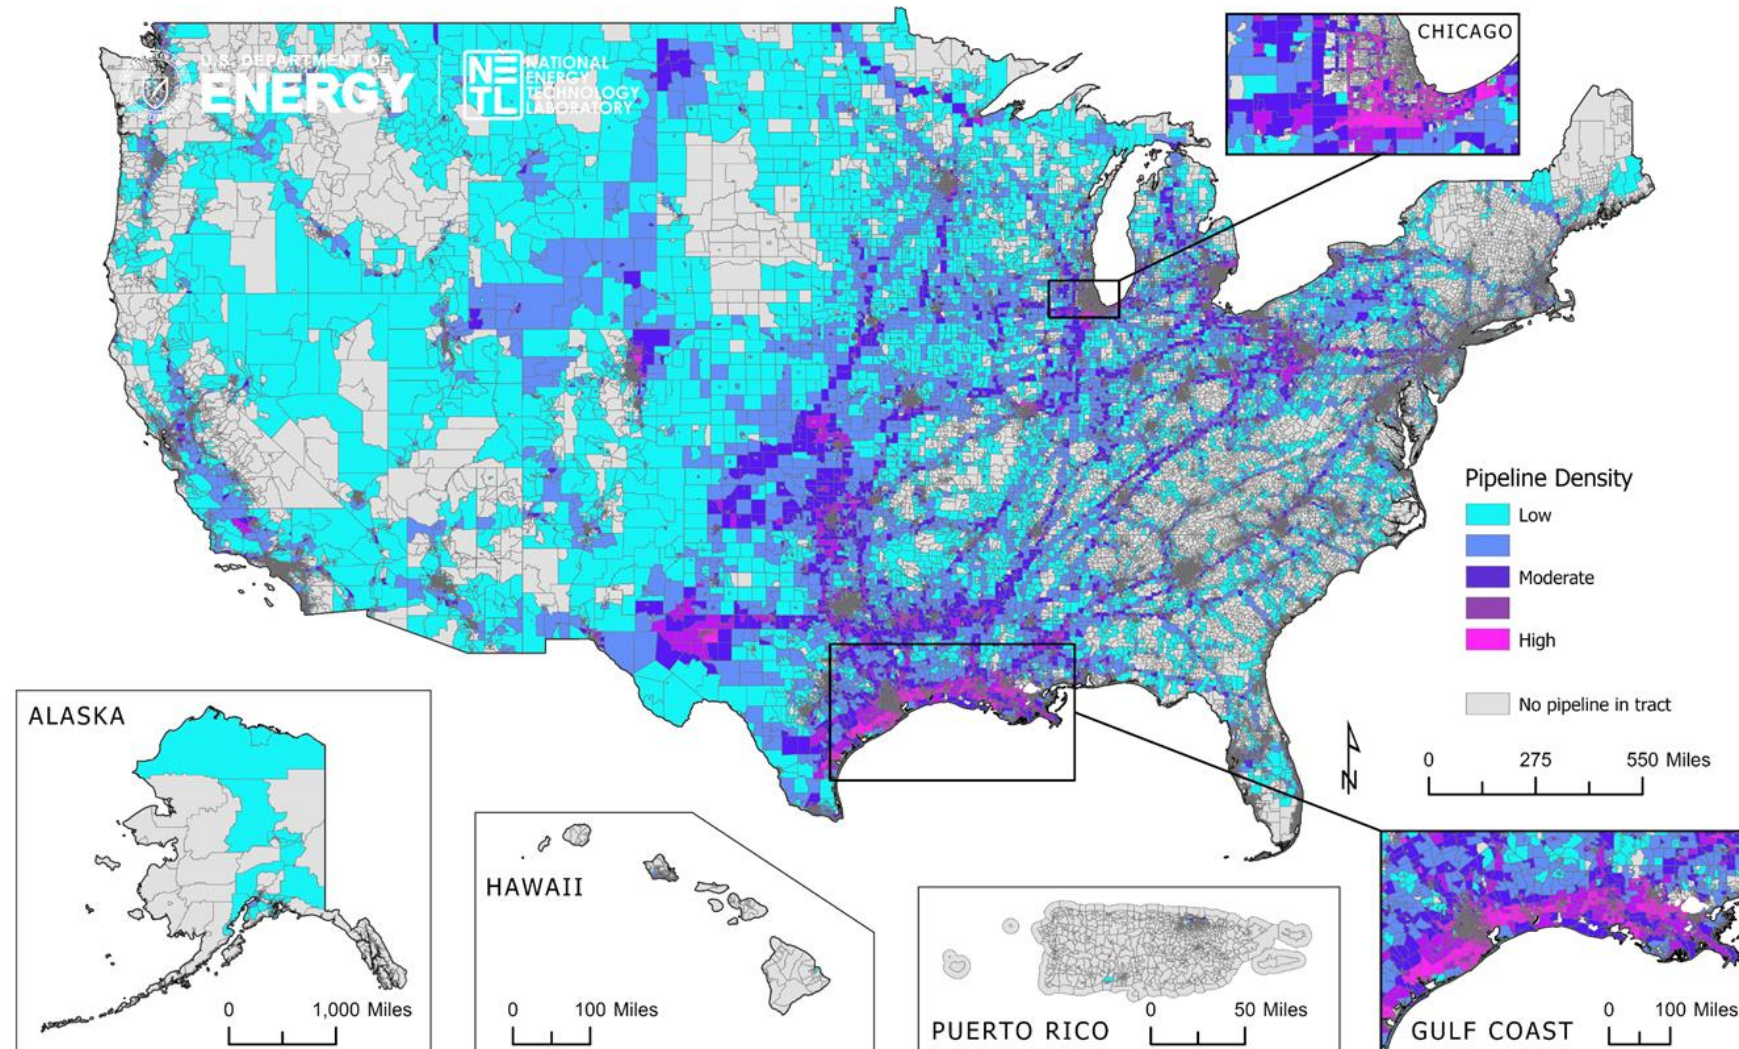 U.S. DEPARTMENT OF
ENERGY
NE
TL
NATIONAL
ENERGY
TECHNOLOGY
LABORATORY
CHICAGO
Pipeline Density
Low
Moderate
High
No pipeline in tract
N
0 275 550 Miles
ALASKA
0 1,000 Miles
HAWAII
0 100 Miles
PUERTO RICO
0 50 Miles
GULF COAST
0 100 Miles